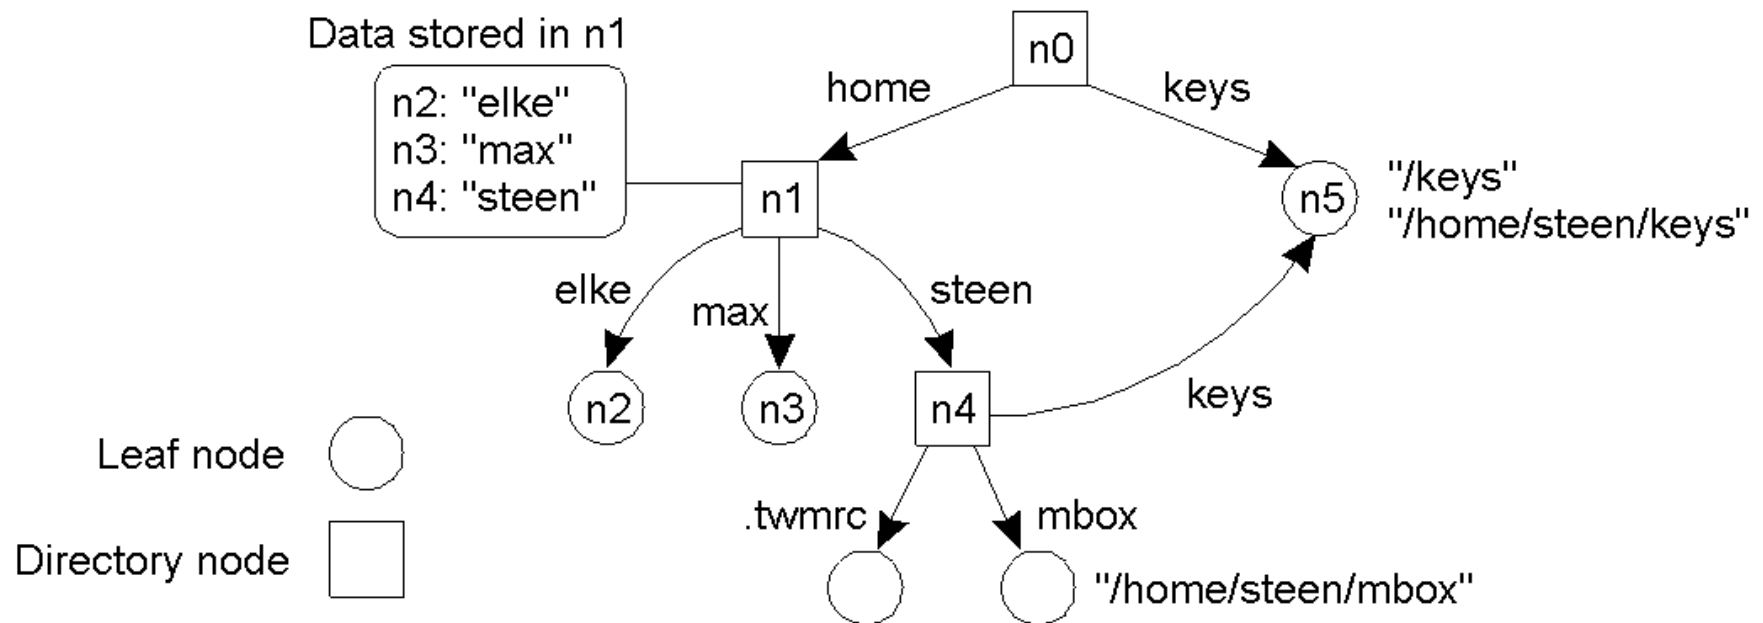 Data stored in n1
n2: "elke"
n3: "max"
n4: "steen"
n0
home
keys
n1
n5
"/keys"
"/home/steen/keys"
elke
max
steen
n2
n3
n4
keys
Leaf node
.twmrc
mbox
Directory node
"/home/steen/mbox"